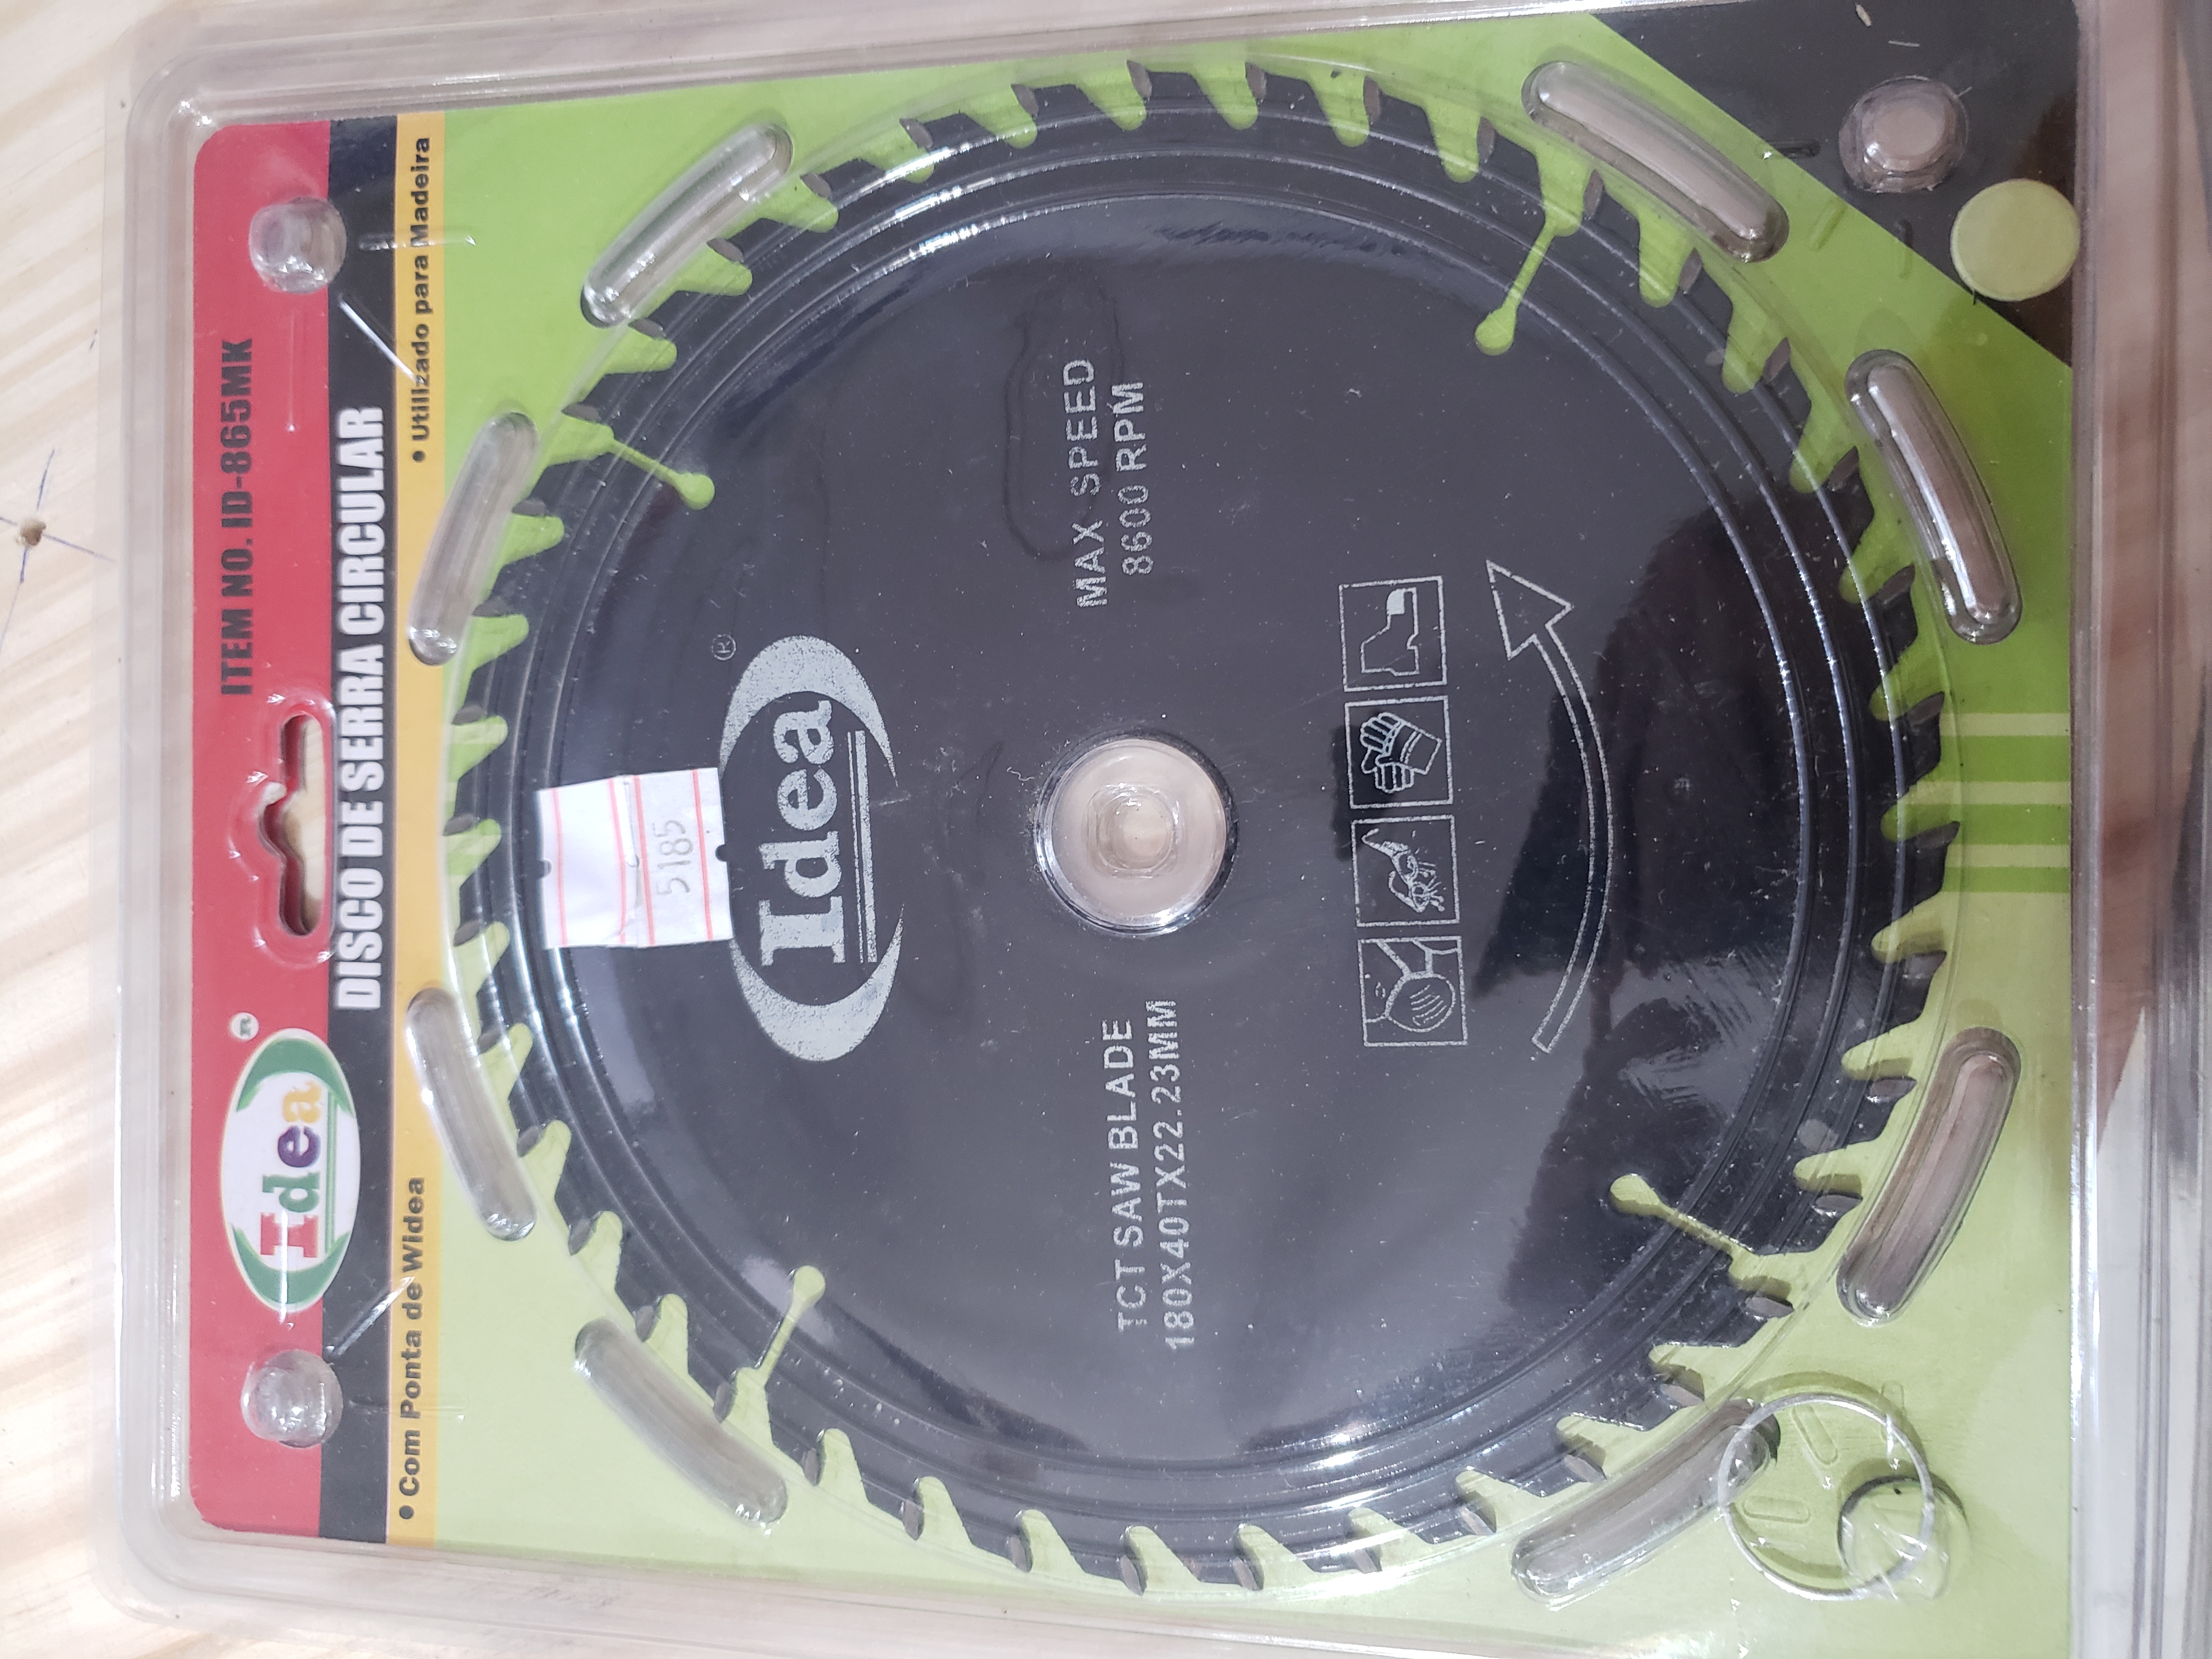 ITEM NO. ID-865MK
Idea ®
DISCO DE SERRA CIRCULAR
• Com Ponta de Widea
• Utilizado para Madeira
5185
Idea ®
TCT SAW BLADE
180X40TX22.23MM
MAX SPEED
8600 RPM